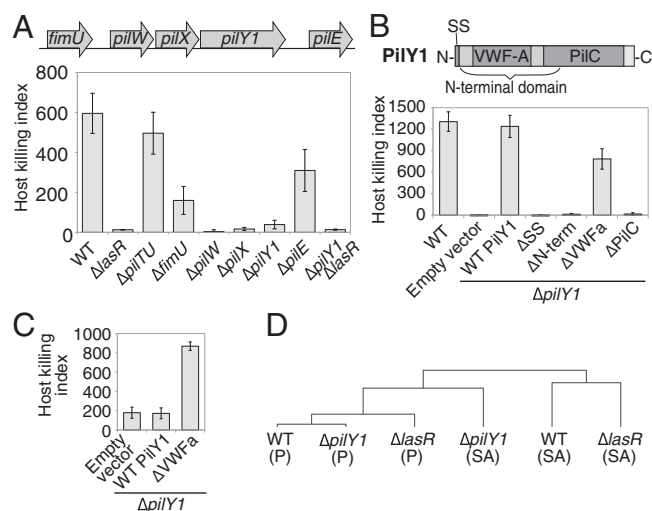 A
fimU pilW pilX pilY1 pilE
Host killing index
800
600
400
200
0
WT
ΔlasR
ΔpilTU
ΔfimU
ΔpilW
ΔpilX
ΔpilY1
ΔpilE
ΔpilY1
ΔlasR
B
SS
PilY1 N- VWF-A PilC -C
N-terminal domain
Host killing index
1500
1200
900
600
300
0
WT
Empty vector
WT PilY1
ΔSS
ΔN-term
ΔVWFa
ΔPilC
ΔpilY1
C
Host killing
index
1000
800
600
400
200
0
Empty
vector
WT PilY1
ΔVWFa
ΔpilY1
D
WT ΔpilY1 ΔlasR ΔpilY1 WT ΔlasR
(P) (P) (P) (SA) (SA) (SA)